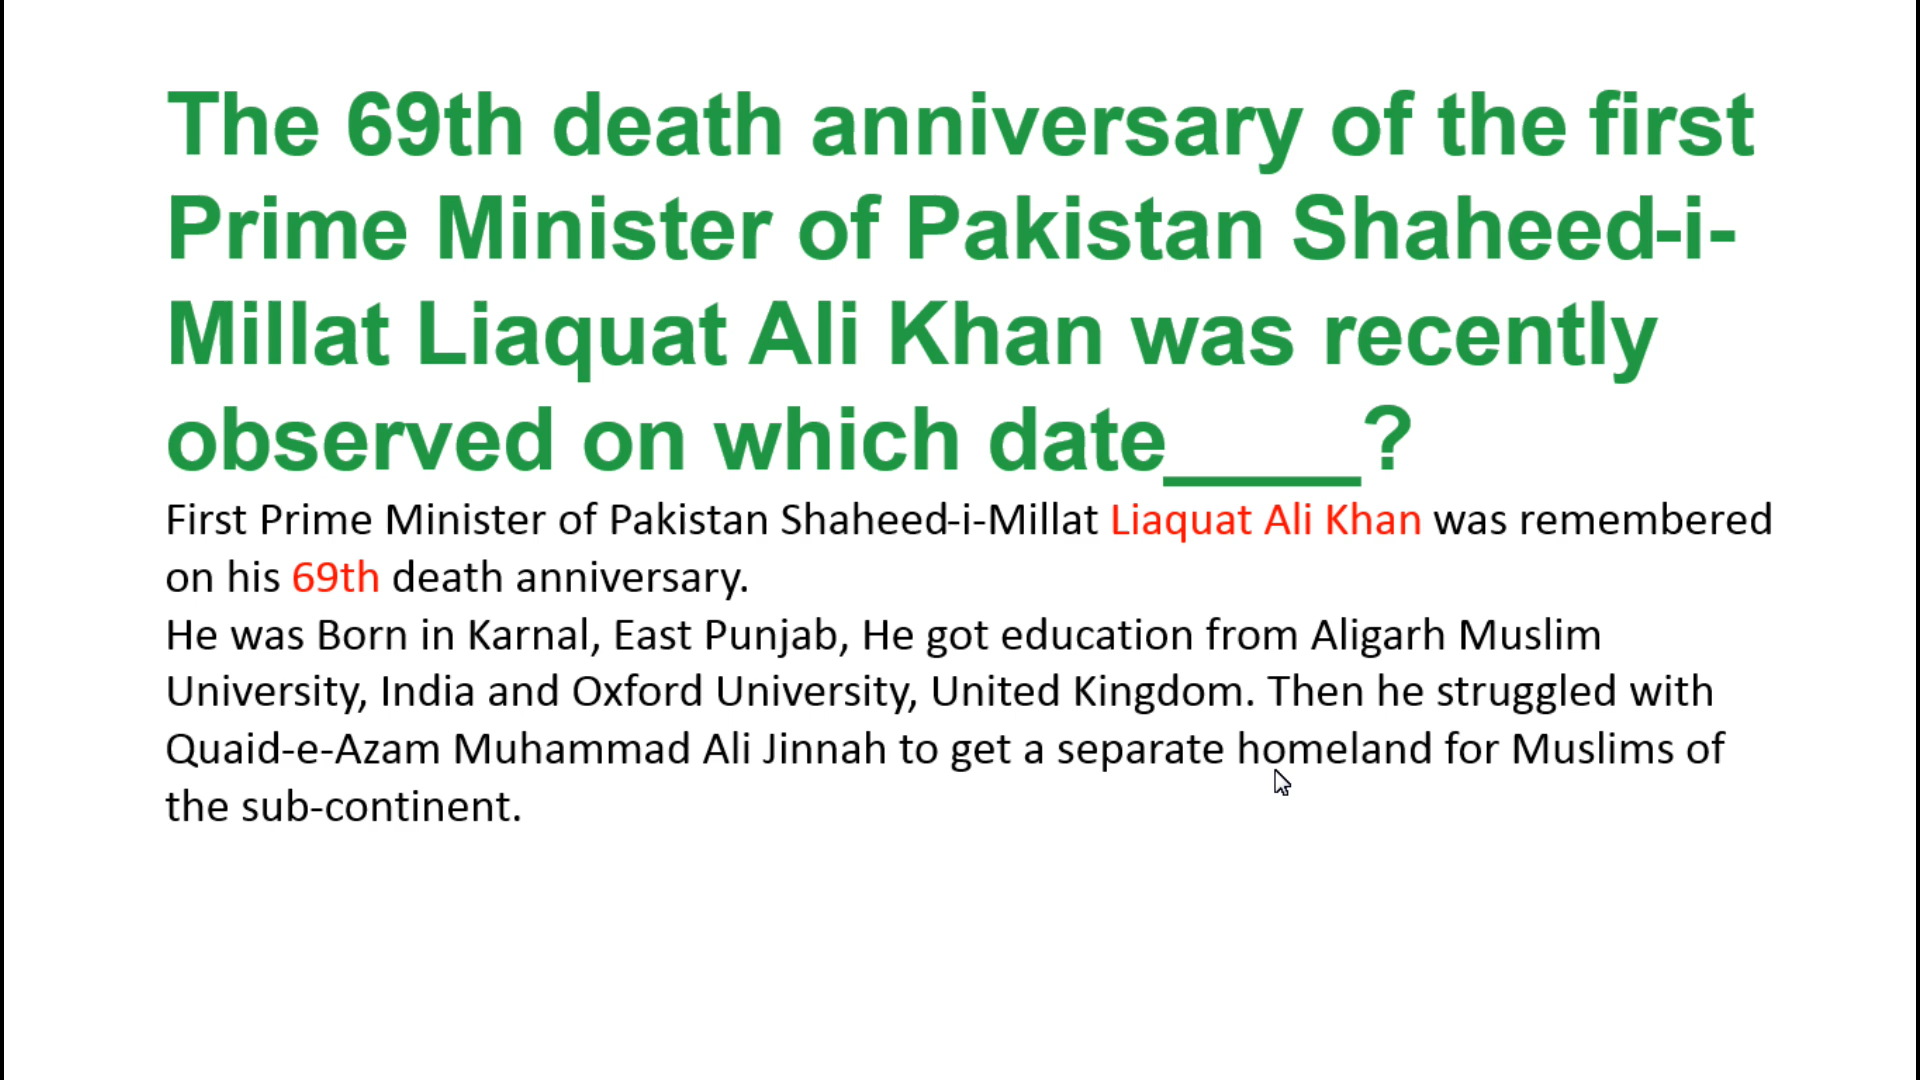 The 69th death anniversary of the first
Prime Minister of Pakistan Shaheed-i-
Millat Liaquat Ali Khan was recently
observed on which date____?
First Prime Minister of Pakistan Shaheed-i-Millat Liaquat Ali Khan was remembered
on his 69th death anniversary.
He was Born in Karnal, East Punjab, He got education from Aligarh Muslim
University, India and Oxford University, United Kingdom. Then he struggled with
Quaid-e-Azam Muhammad Ali Jinnah to get a separate homeland for Muslims of
the sub-continent.